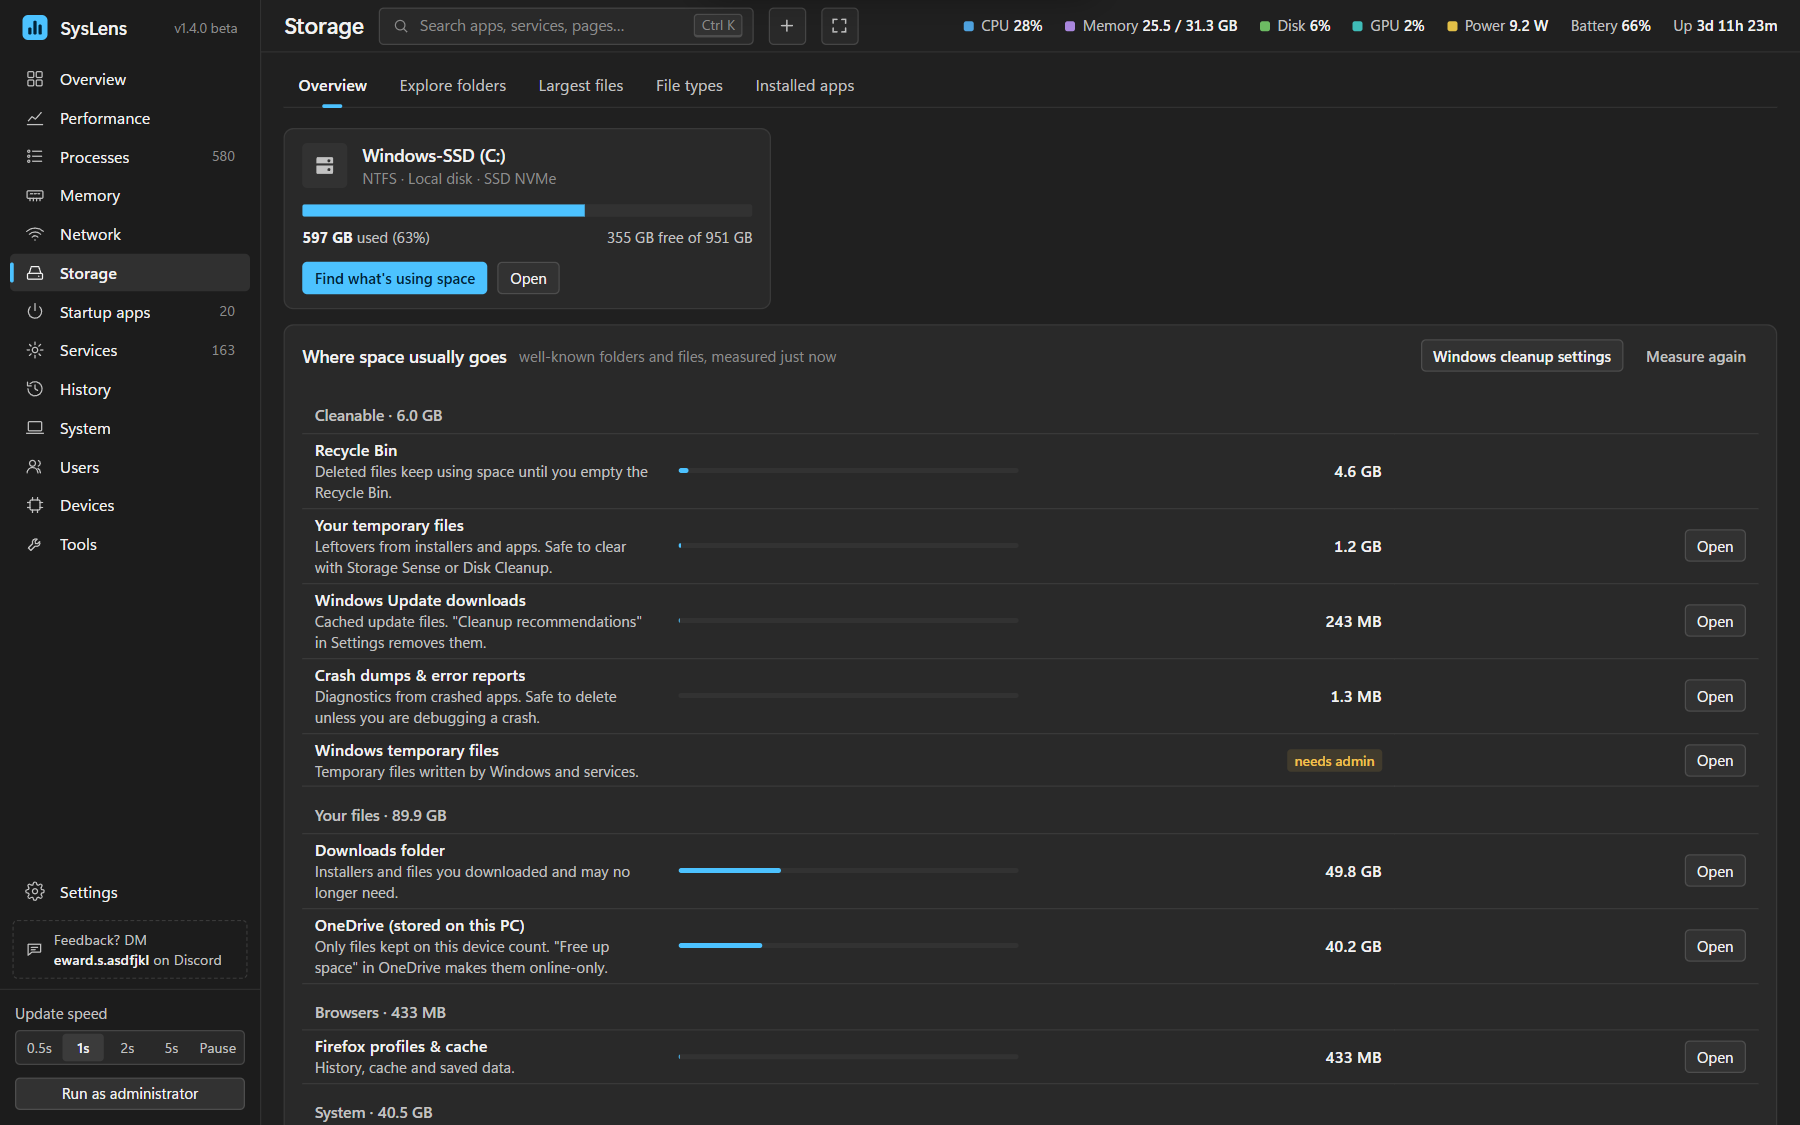 SysLens
v1.4.0 beta
Overview
Performance
Processes 580
Memory
Network
Storage
Startup apps 20
Services 163
History
System
Users
Devices
Tools
Settings
Feedback? DM
eward.s.asdfjkl on Discord
Update speed
0.5s 1s 2s 5s Pause
Run as administrator
Storage
Search apps, services, pages... Ctrl K
CPU 28% Memory 25.5 / 31.3 GB Disk 6% GPU 2% Power 9.2 W Battery 66% Up 3d 11h 23m
Overview Explore folders Largest files File types Installed apps
Windows-SSD (C:)
NTFS · Local disk · SSD NVMe
597 GB used (63%) 355 GB free of 951 GB
Find what's using space Open
Where space usually goes well-known folders and files, measured just now Windows cleanup settings Measure again
Cleanable · 6.0 GB
Recycle Bin
Deleted files keep using space until you empty the
Recycle Bin.
4.6 GB
Your temporary files
Leftovers from installers and apps. Safe to clear
with Storage Sense or Disk Cleanup.
1.2 GB Open
Windows Update downloads
Cached update files. "Cleanup recommendations"
in Settings removes them.
243 MB Open
Crash dumps & error reports
Diagnostics from crashed apps. Safe to delete
unless you are debugging a crash.
1.3 MB Open
Windows temporary files
Temporary files written by Windows and services.
needs admin Open
Your files · 89.9 GB
Downloads folder
Installers and files you downloaded and may no
longer need.
49.8 GB Open
OneDrive (stored on this PC)
Only files kept on this device count. "Free up
space" in OneDrive makes them online-only.
40.2 GB Open
Browsers · 433 MB
Firefox profiles & cache
History, cache and saved data.
433 MB Open
System · 40.5 GB